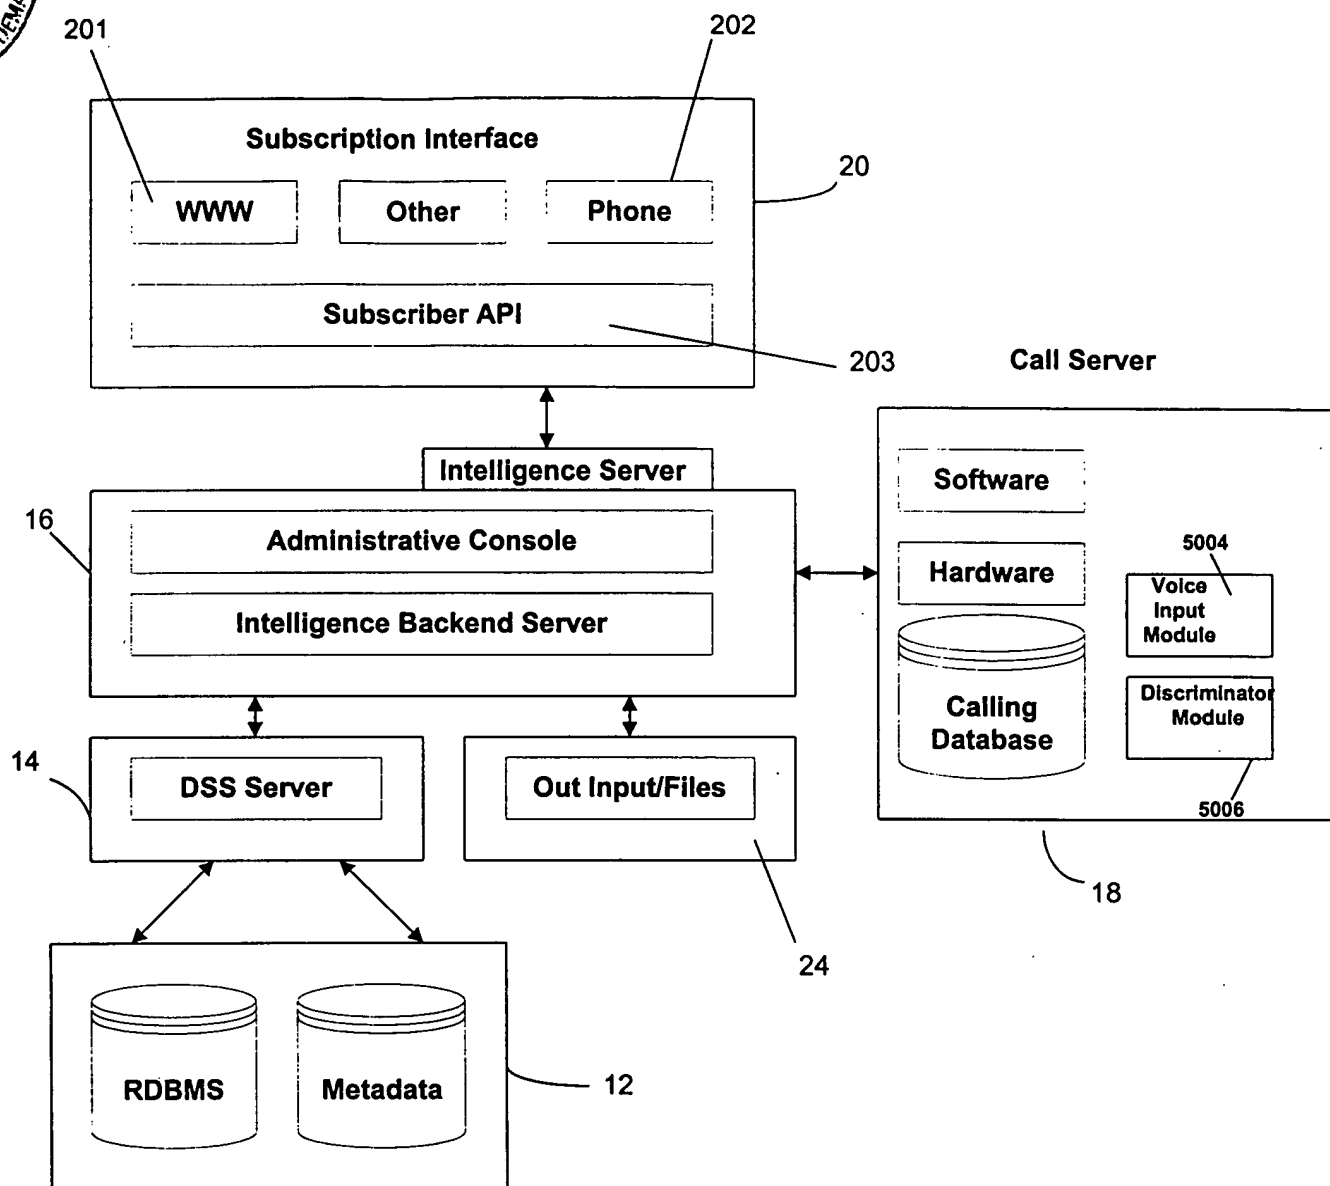 201
202
Subscription Interface
20
WWW
Other
Phone
Subscriber API
203
Call Server
Intelligence Server
16
Administrative Console
Intelligence Backend Server
Software
Hardware
5004
Voice
Input
Module
Calling
Database
Discriminator
Module
5006
18
14
DSS Server
Out Input/Files
24
RDBMS
Metadata
12